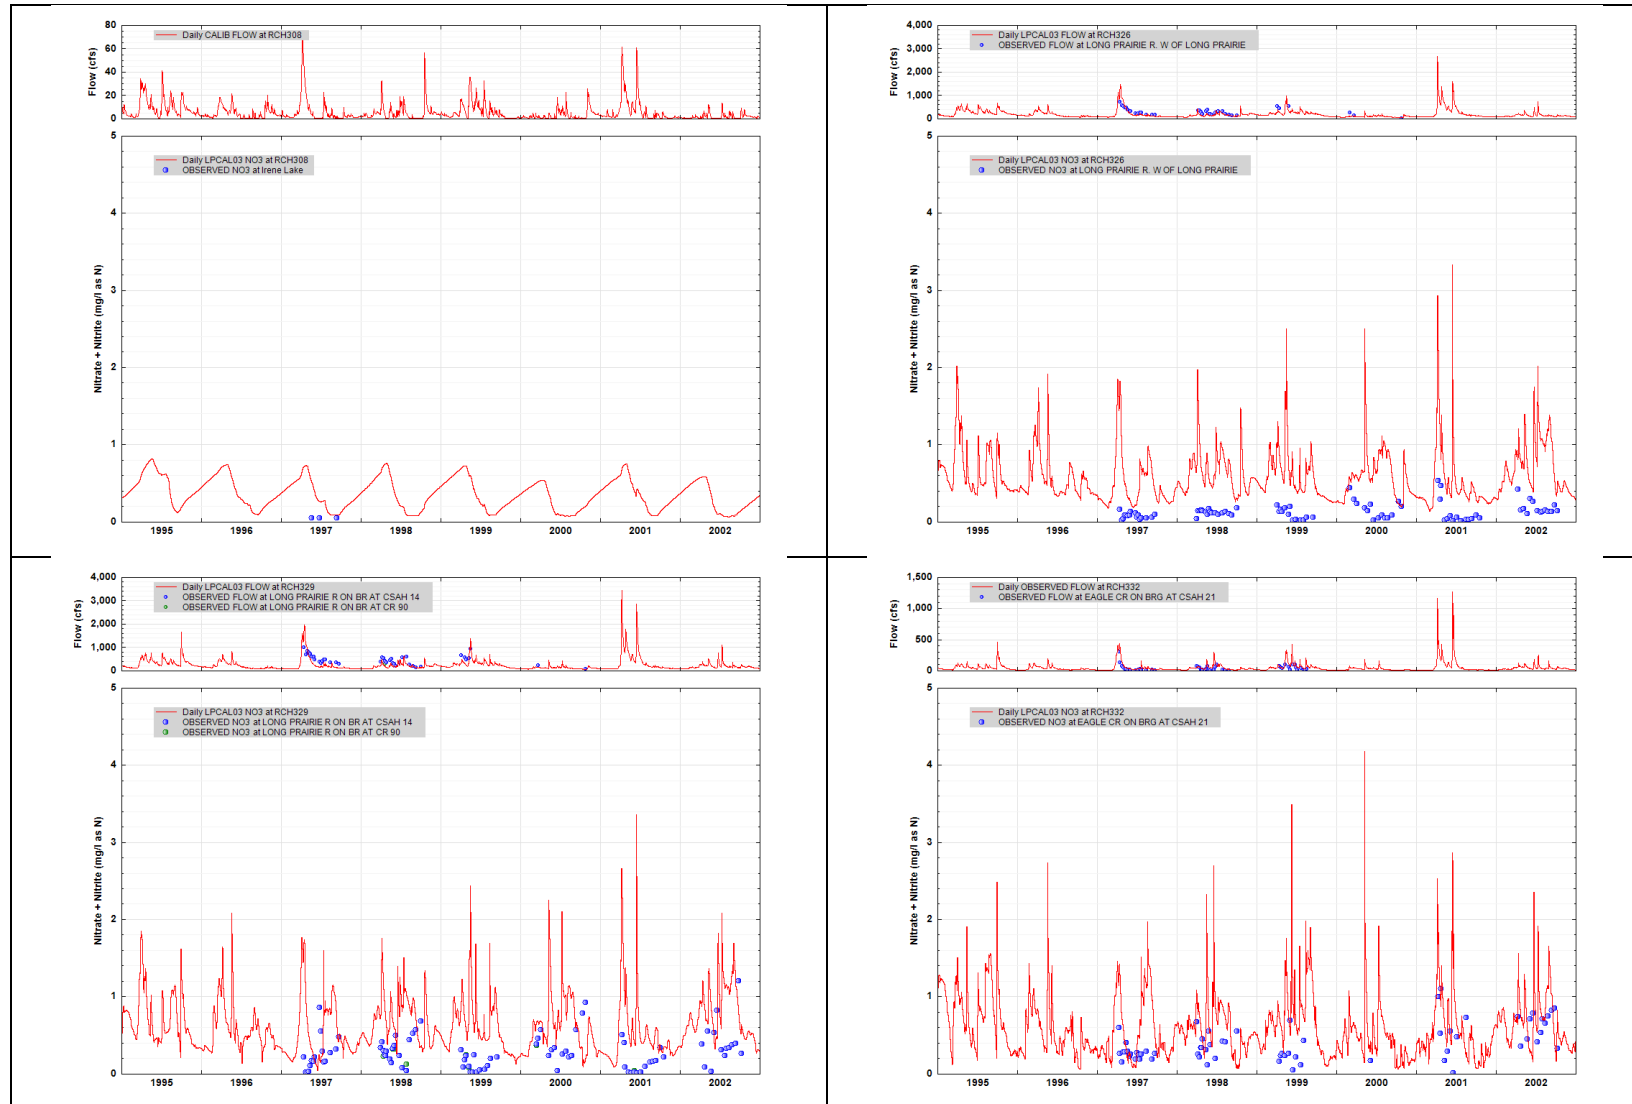 80
60
40
20
0
Flow (cfs)
Daily CALIB FLOW at RCH308
5
4
3
2
1
0
Nitrate + Nitrite (mg/l as N)
Daily LPCAL03 NO3 at RCH308
OBSERVED NO3 at Irene Lake
1995 1996 1997 1998 1999 2000 2001 2002
4,000
3,000
2,000
1,000
0
Flow (cfs)
Daily LPCAL03 FLOW at RCH326
OBSERVED FLOW at LONG PRAIRIE R. W OF LONG PRAIRIE
5
4
3
2
1
0
Nitrate + Nitrite (mg/l as N)
Daily LPCAL03 NO3 at RCH326
OBSERVED NO3 at LONG PRAIRIE R. W OF LONG PRAIRIE
1995 1996 1997 1998 1999 2000 2001 2002
4,000
3,000
2,000
1,000
0
Flow (cfs)
Daily LPCAL03 FLOW at RCH329
OBSERVED FLOW at LONG PRAIRIE R ON BR AT CSAH 14
OBSERVED FLOW at LONG PRAIRIE R ON BR AT CR 90
5
4
3
2
1
0
Nitrate + Nitrite (mg/l as N)
Daily LPCAL03 NO3 at RCH329
OBSERVED NO3 at LONG PRAIRIE R ON BR AT CSAH 14
OBSERVED NO3 at LONG PRAIRIE R ON BR AT CR 90
1995 1996 1997 1998 1999 2000 2001 2002
1,500
1,000
500
0
Flow (cfs)
Daily OBSERVED FLOW at RCH332
OBSERVED FLOW at EAGLE CR ON BRG AT CSAH 21
5
4
3
2
1
0
Nitrate + Nitrite (mg/l as N)
Daily LPCAL03 NO3 at RCH332
OBSERVED NO3 at EAGLE CR ON BRG AT CSAH 21
1995 1996 1997 1998 1999 2000 2001 2002